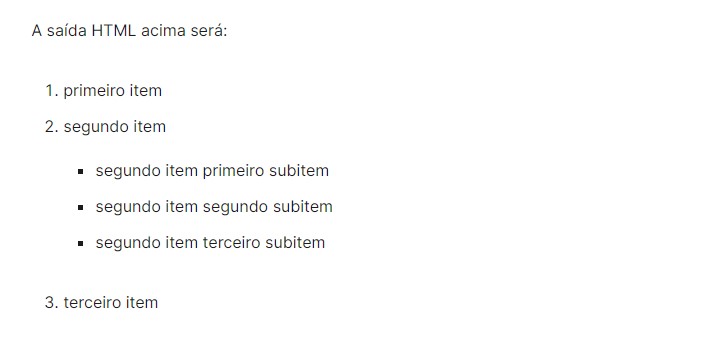 A saída HTML acima será:
1. primeiro item
2. segundo item
▪ segundo item primeiro subitem
▪ segundo item segundo subitem
▪ segundo item terceiro subitem
3. terceiro item